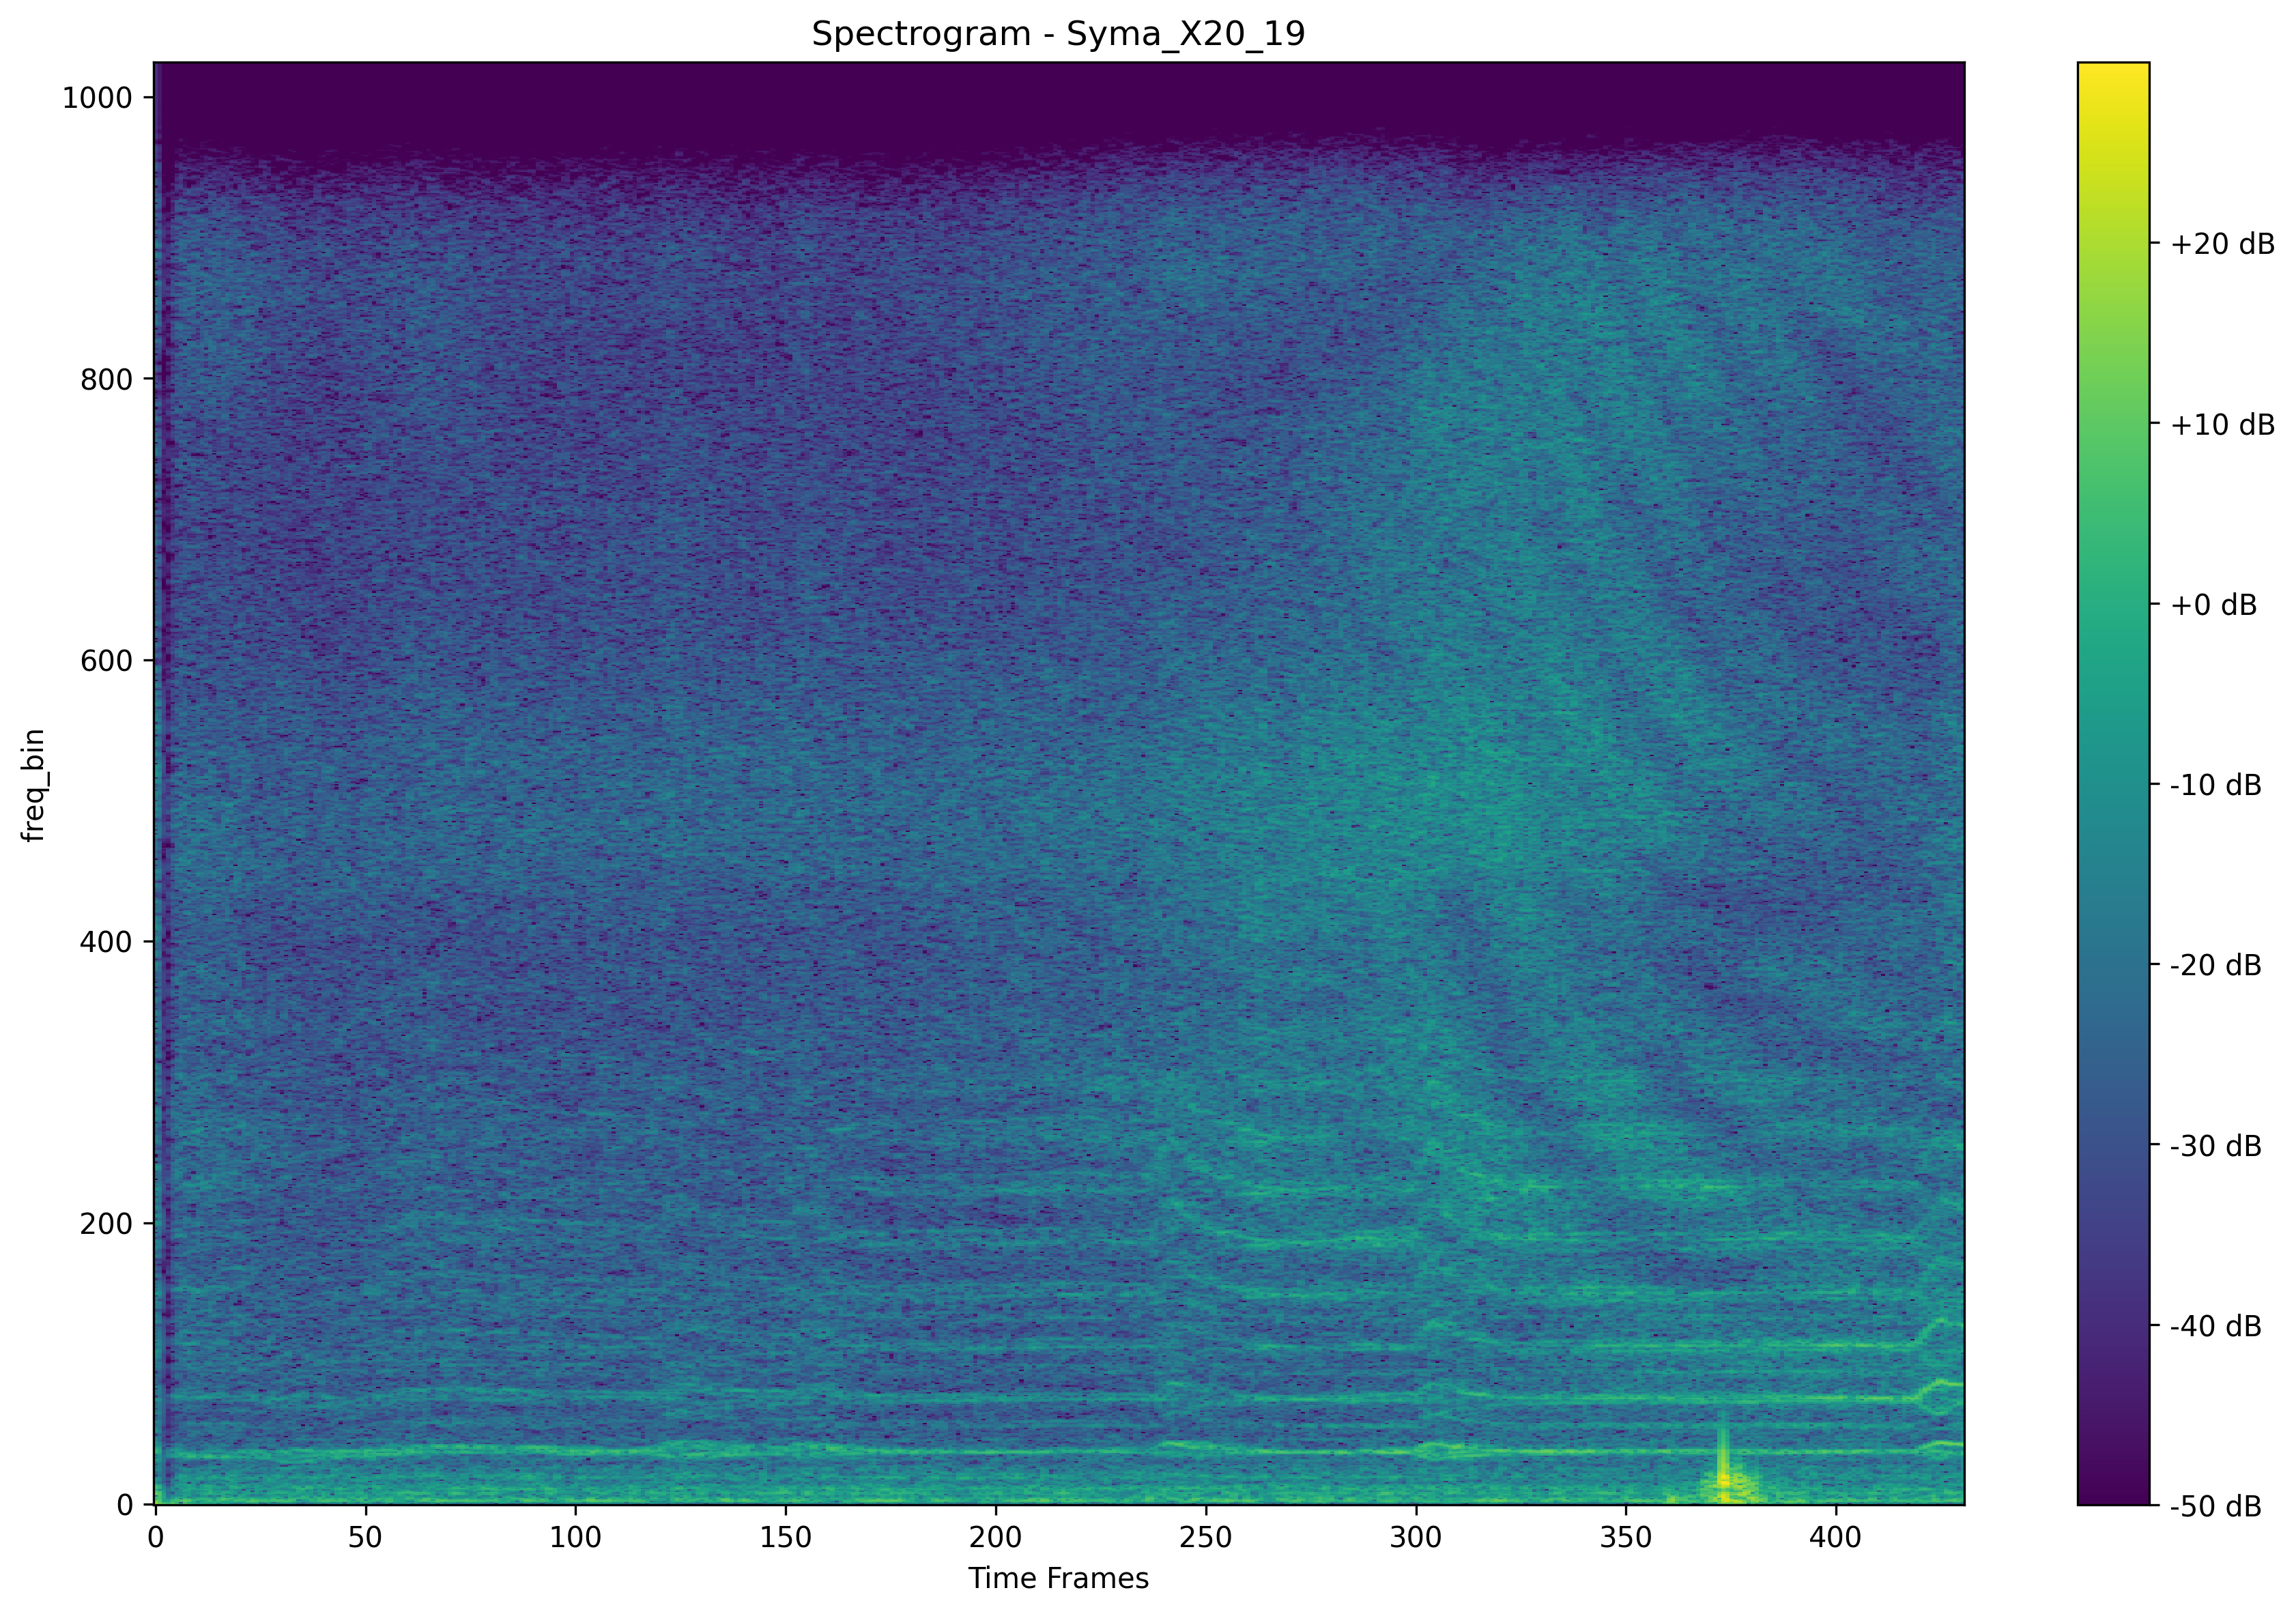 Spectrogram - Syma_X20_19
1000
800
600
400
200
0
freq_bin
0 50 100 150 200 250 300 350 400
Time Frames
+20 dB
+10 dB
+0 dB
-10 dB
-20 dB
-30 dB
-40 dB
-50 dB